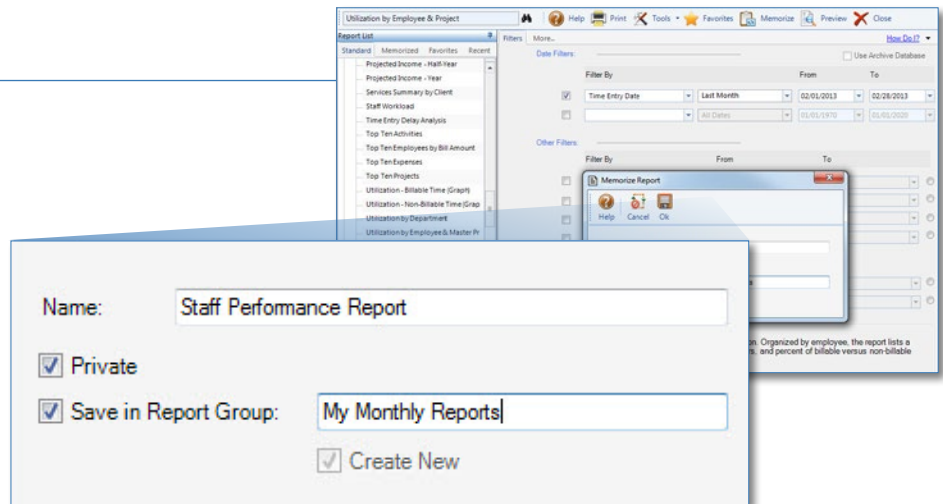 Utilization by Employee & Project
Help Print Tools Favorites Memorize Preview Close
Report List
Filters More..
How Do I?
Standard Memorized Favorites Recent
Date Filters:
Use Archive Database
Projected Income - Half-Year
Projected Income - Year
Services Summary by Client
Staff Workload
Time Entry Delay Analysis
Top Ten Activities
Top Ten Employees by Bill Amount
Top Ten Expenses
Top Ten Projects
Utilization - Billable Time (Graph)
Utilization - Non-Billable Time (Grap
Utilization by Department
Utilization by Employee & Master Pr
Filter By From To
Time Entry Date Last Month 02/01/2013 02/28/2013
All Dates 01/01/1970 01/01/2020
Other Filters:
Filter By From To
Memorize Report
Help Cancel Ok
on. Organized by employee, the report lists a
rs, and percent of billable versus non-billable
Name: Staff Performance Report
Private
Save in Report Group: My Monthly Reports
Create New